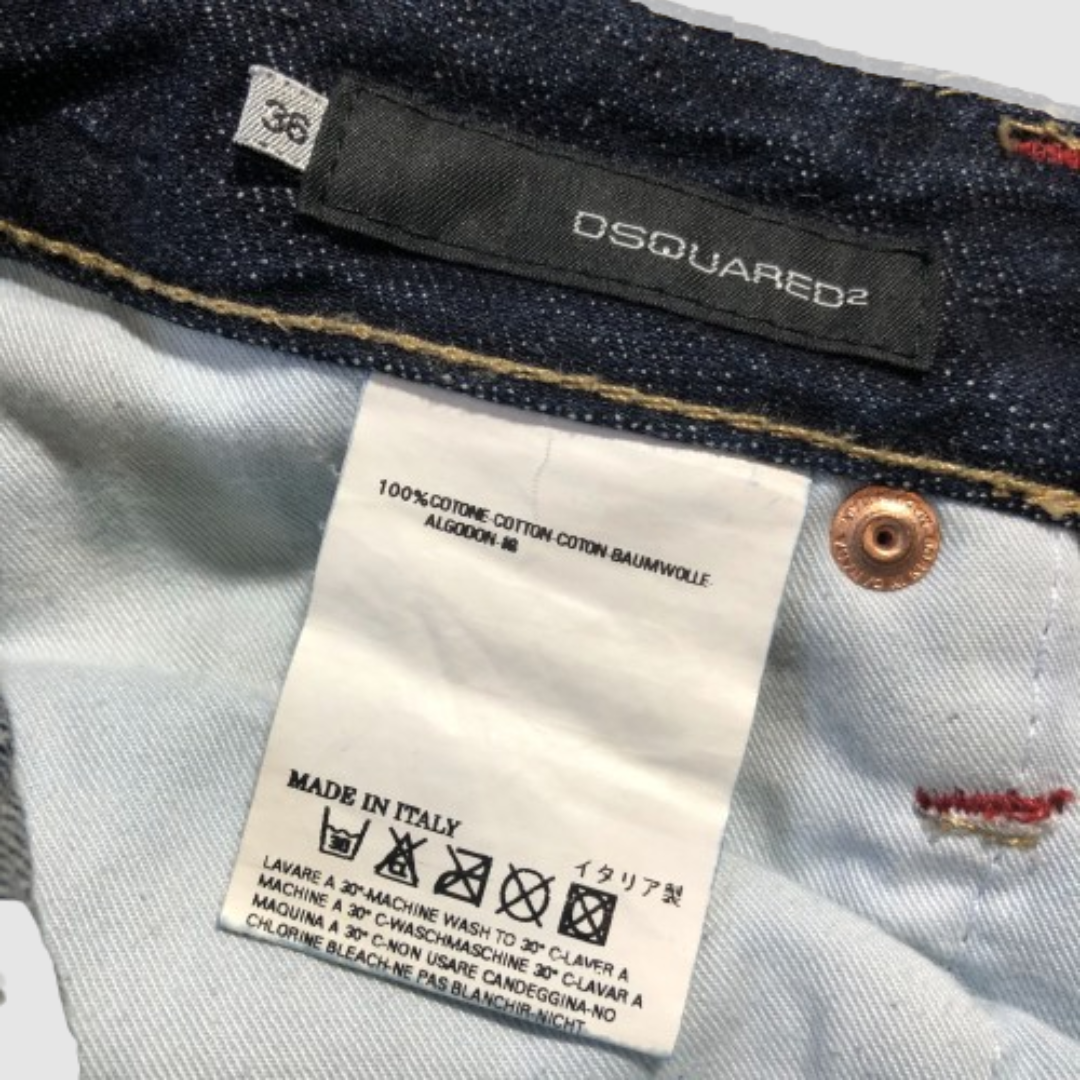 36
DSQUARED2
100%COTONE-COTTON-COTON-BAUMWOLLE
ALGODON-綿
MADE IN ITALY
30
イタリア製
LAVARE A 30°-MACHINE WASH TO 30° C-LAVER A
MACHINE A 30° C-WASCHMASCHINE 30° C-LAVAR A
MAQUINA A 30° C-NON USARE CANDEGGINA-NO
CHLORINE BLEACH-NE PAS BLANCHIR-NICHT